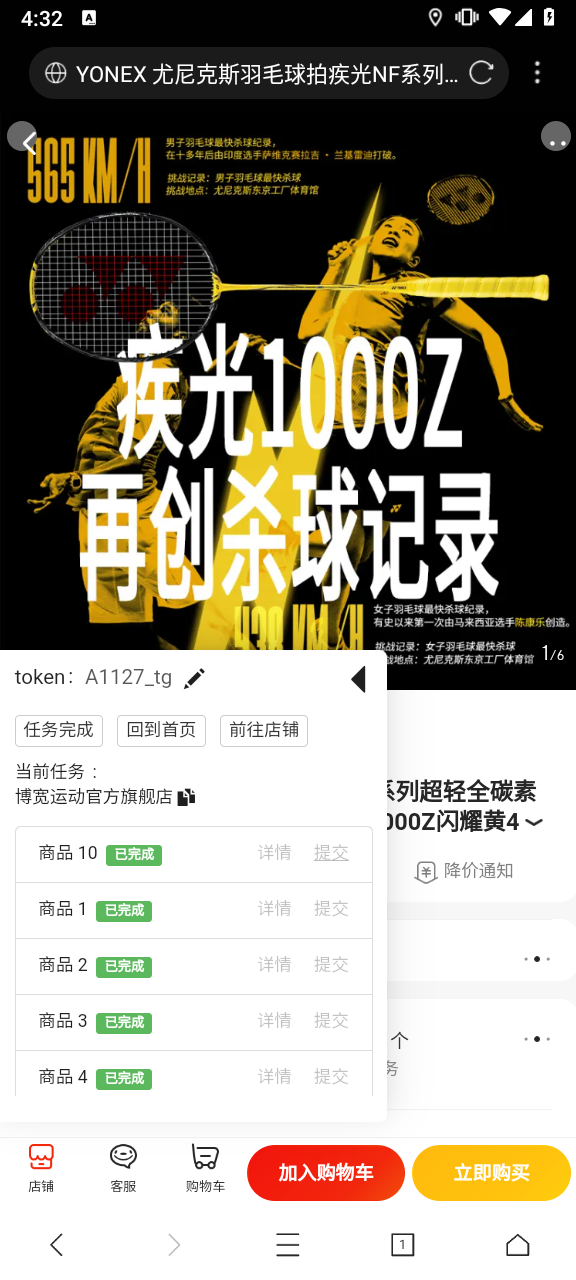 4:32
YONEX 尤尼克斯羽毛球拍疾光NF系列...
565 KM/H
男子羽毛球最快杀球纪录，
在十多年后由印度选手萨维克赛拉吉·兰基雷迪打破。
挑战记录：男子羽毛球最快杀球
挑战地点：尤尼克斯东京工厂体育馆
疾光1000Z
再创杀球记录
438 KM/H
女子羽毛球最快杀球纪录，
有史以来第一次由马来西亚选手陈康乐创造。
挑战记录：女子羽毛球最快杀球
挑战地点：尤尼克斯东京工厂体育馆
1/6
token： A1127_tg
任务完成 回到首页 前往店铺
当前任务：
博宽运动官方旗舰店
系列超轻全碳素
000Z闪耀黄4
降价通知
商品 10 已完成 详情 提交
商品 1 已完成 详情 提交
商品 2 已完成 详情 提交
商品 3 已完成 详情 提交
个
务
商品 4 已完成 详情 提交
店铺 客服 购物车 加入购物车 立即购买
1